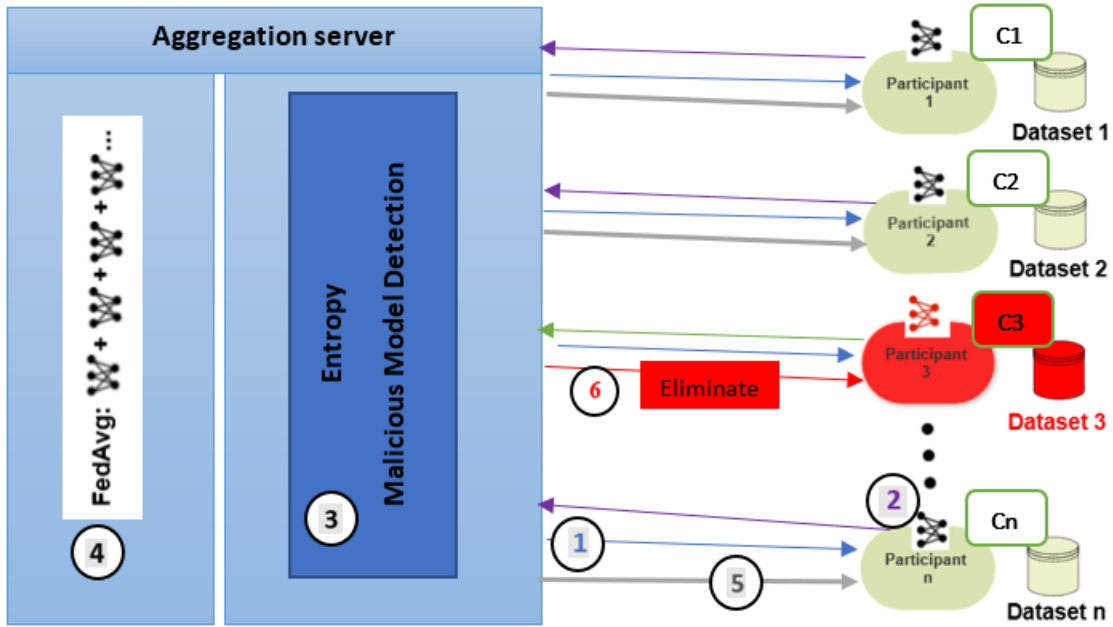 Aggregation server
FedAvg: + + + + ...
4
Entropy
Malicious Model Detection
3
C1
Participant
1
Dataset 1
C2
Participant
2
Dataset 2
C3
Participant
3
Dataset 3
6
Eliminate
2
Cn
1
Participant
n
5
Dataset n